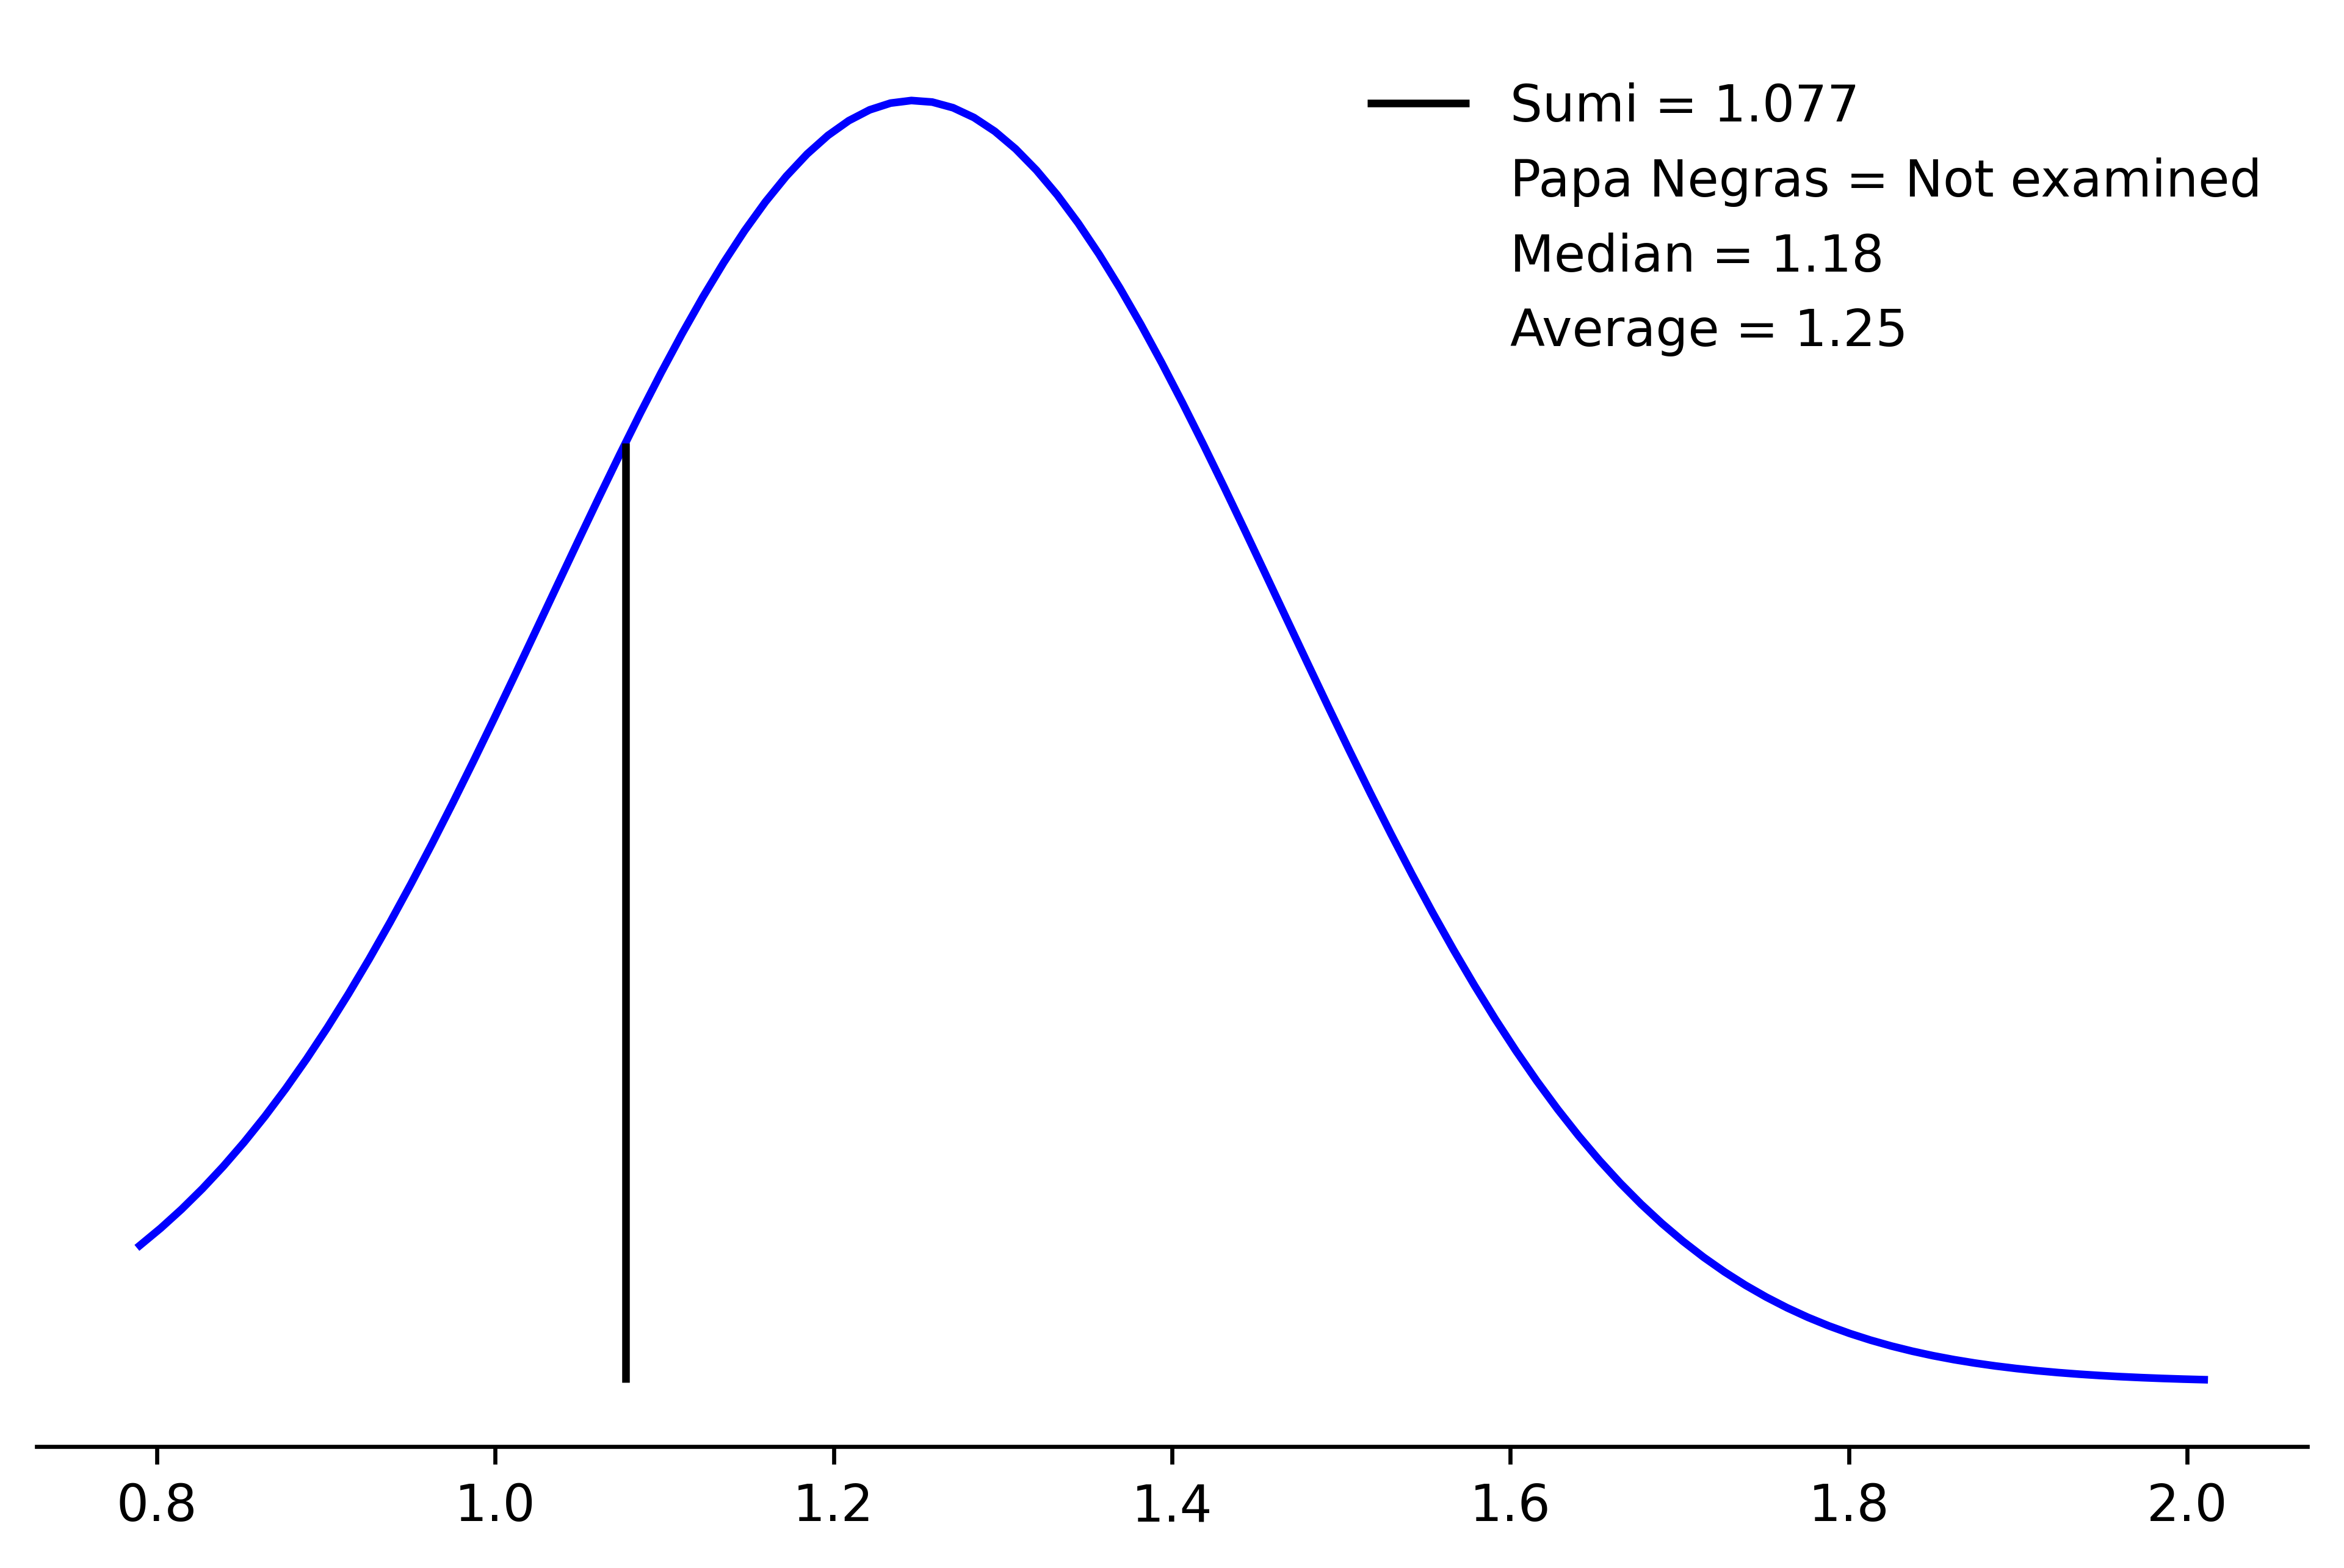 Sumi = 1.077
Papa Negras = Not examined
Median = 1.18
Average = 1.25
0.8 1.0 1.2 1.4 1.6 1.8 2.0